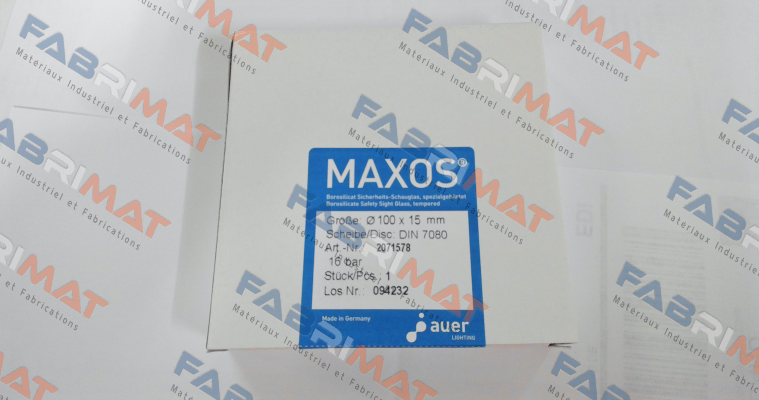 MAXOS®
Borosilicat Sicherheits-Schauglas, spezialgehärtet
Borosilicate Safety Sight Glass, tempered
Größe: Ø 100 x 15 mm
Scheibe/Disc: DIN 7080
Art.-Nr.: 2071578
16 bar
Stück/Pcs. 1
Los Nr.: 094232
Made in Germany
auer
LIGHTING
FABRIMAT
Matériaux Industriel et Fabrications